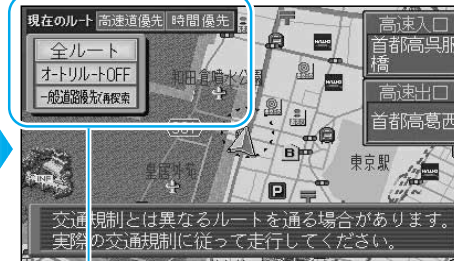 現在のルート 高速道優先 時間優先
全ルート
オートリルートOFF
一般道路優先で再探索
高速入口
首都高呉服
橋
高速出口
首都高葛西
和田倉噴水公園
皇居外苑
東京駅
P
INF
交通規制とは異なるルートを通る場合があります。
実際の交通規制に従って走行してください。